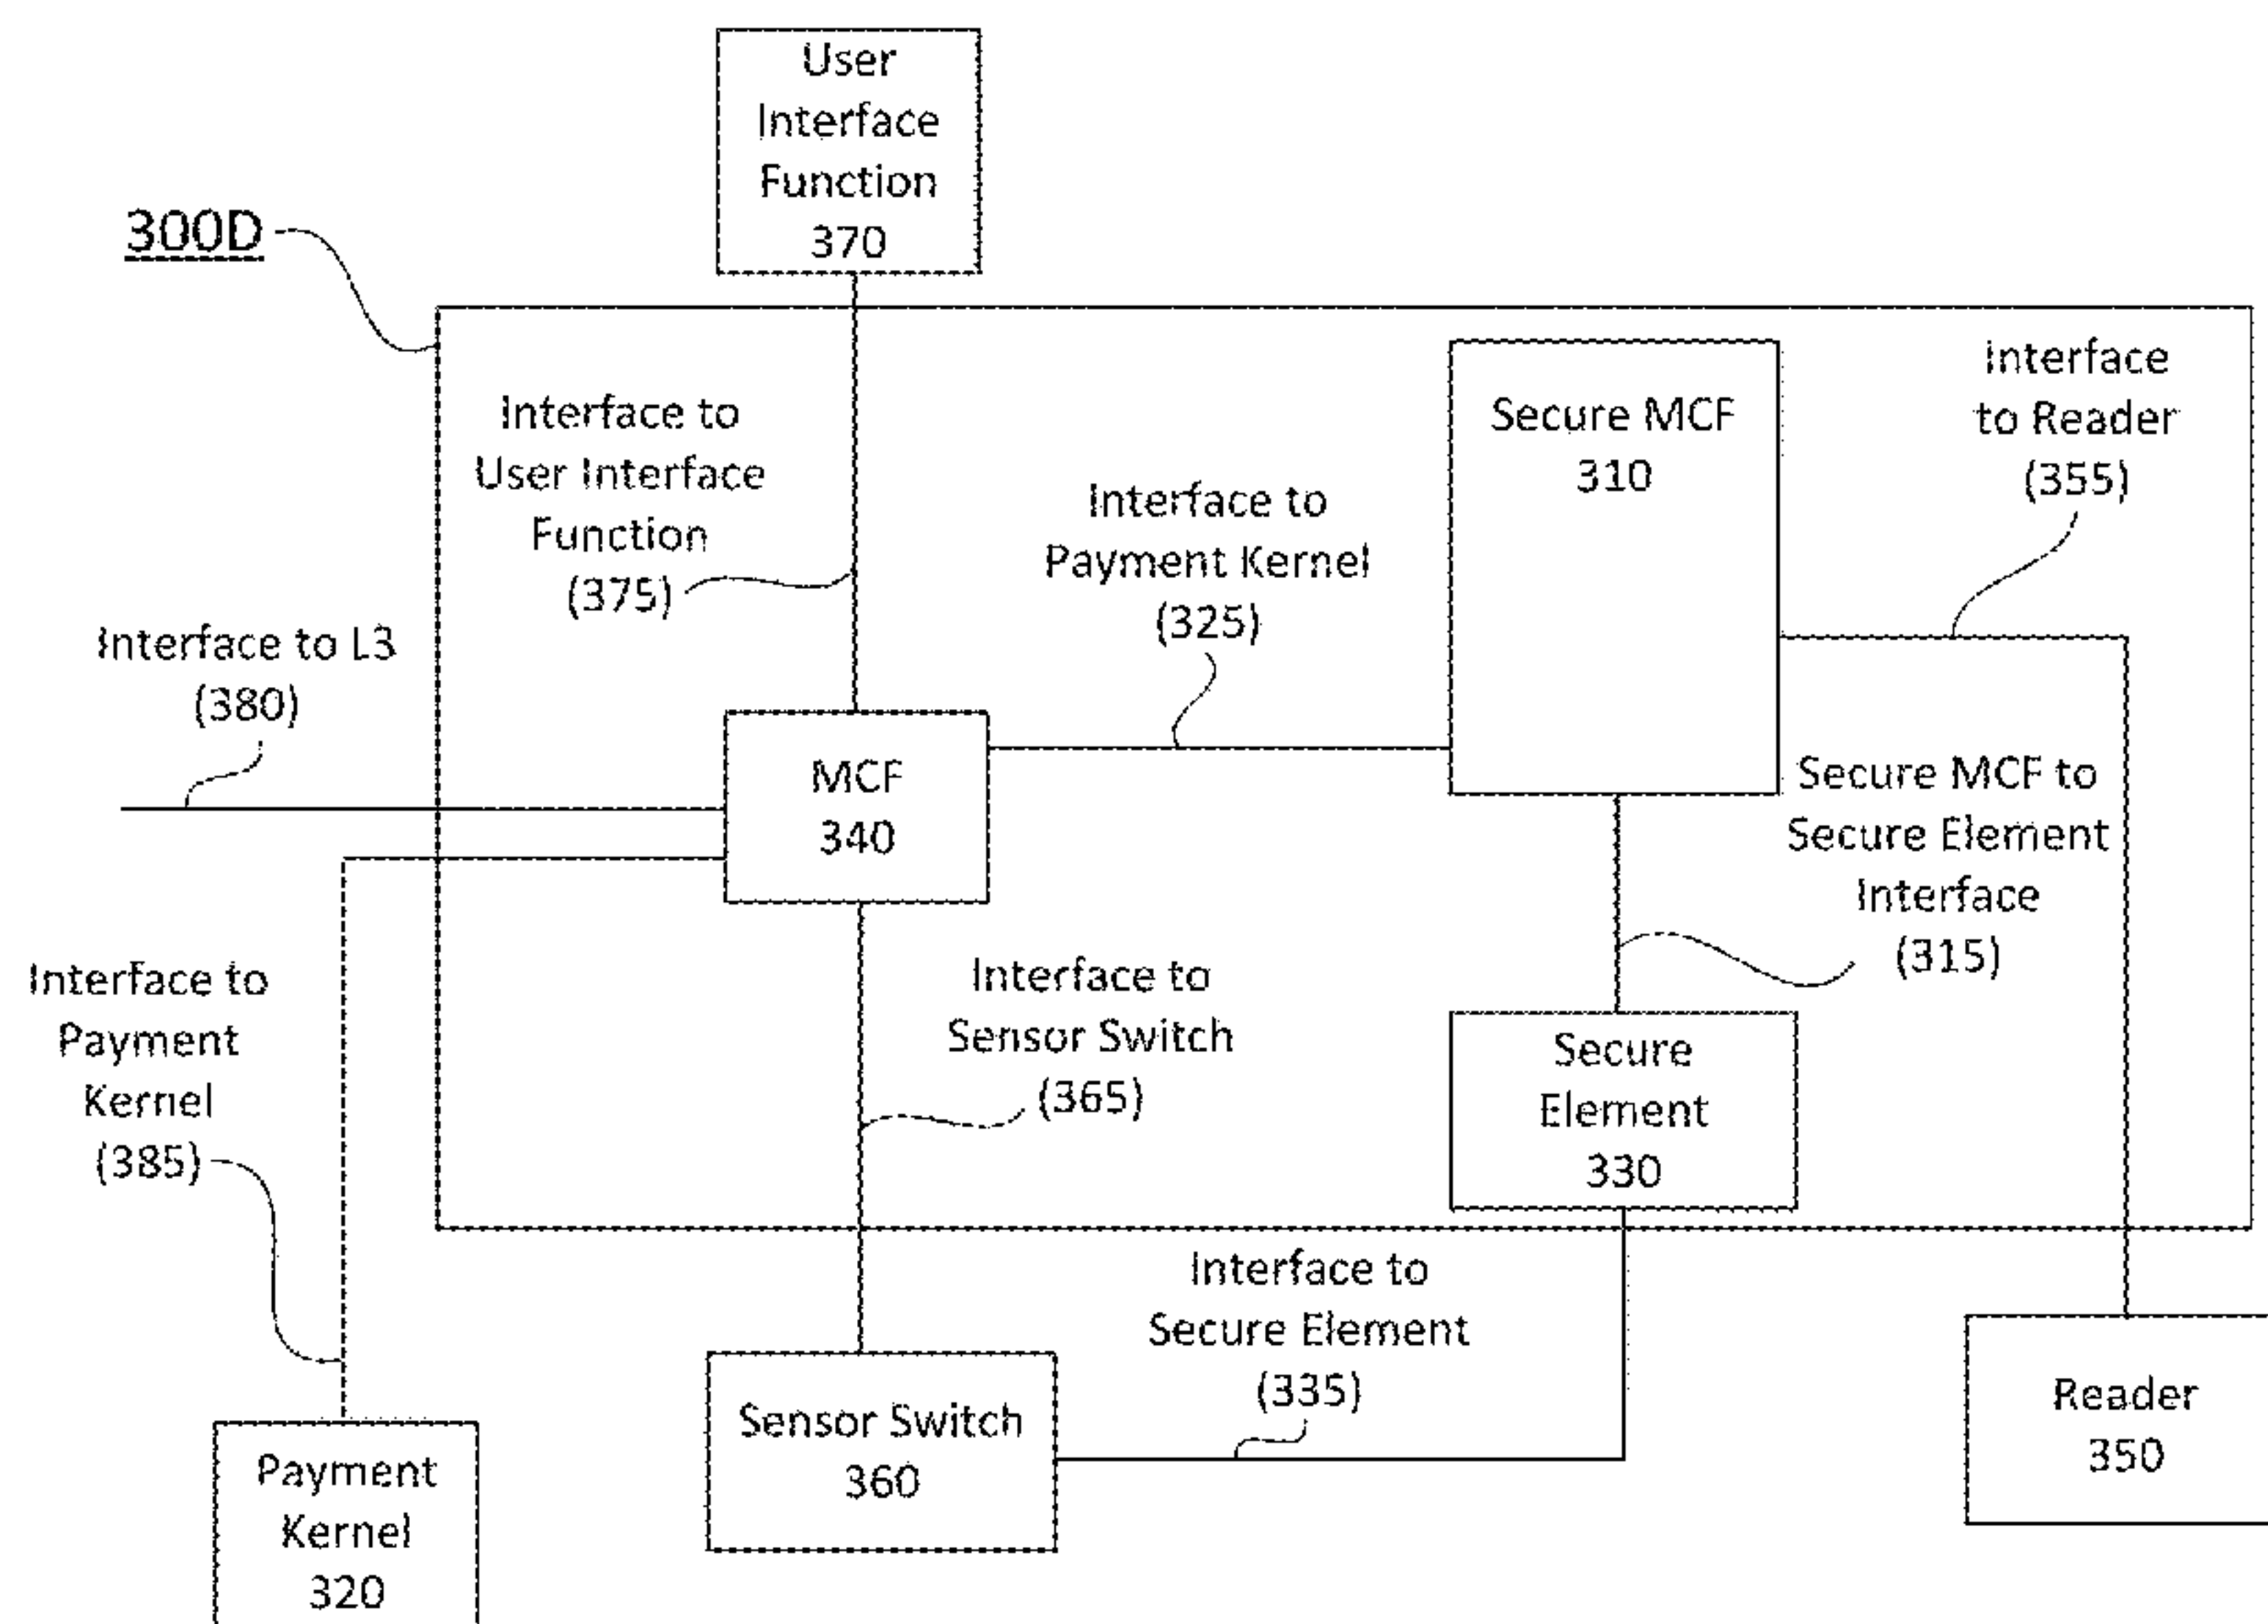 User
Interface
Function
370
300D
Interface to
User Interface
Function
(375)
Interface to
Payment Kernel
(325)
Secure MCF
310
Interface
to Reader
(355)
Interface to L3
(380)
MCF
340
Secure MCF to
Secure Element
Interface
(315)
Interface to
Payment
Kernel
(385)
Interface to
Sensor Switch
(365)
Secure
Element
330
Interface to
Secure Element
(335)
Sensor Switch
360
Reader
350
Payment
Kernel
320